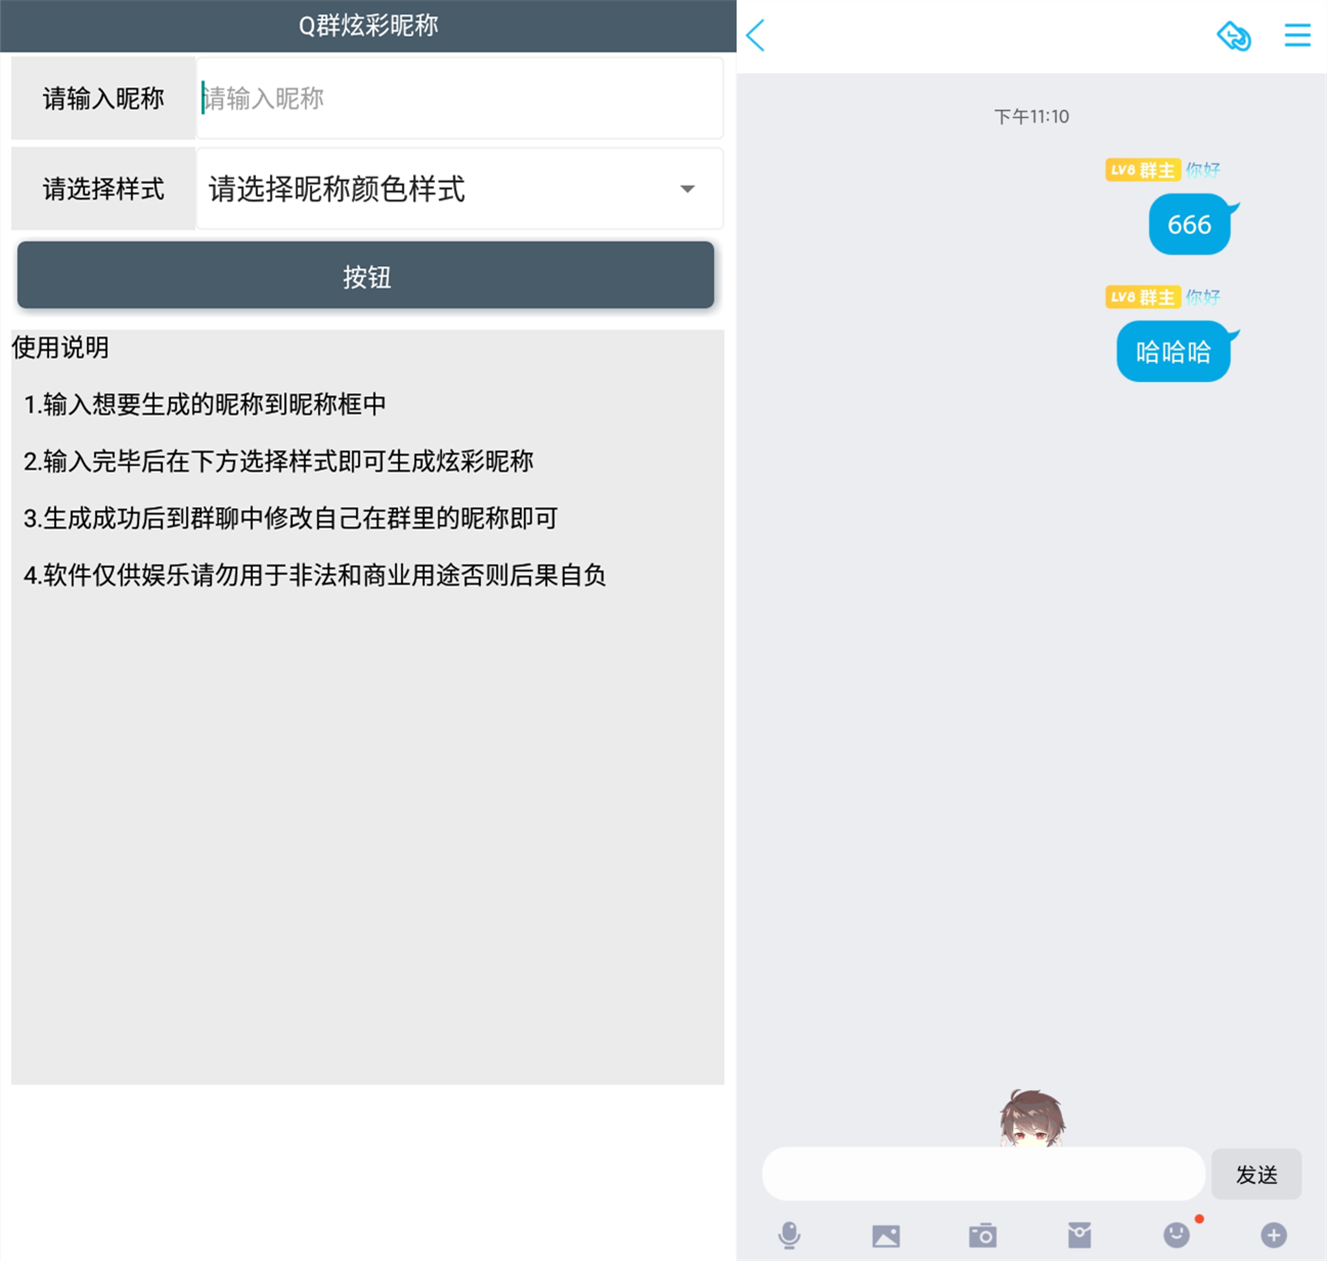 Q群炫彩昵称
请输入昵称
请输入昵称
请选择样式
请选择昵称颜色样式
按钮
使用说明
1.输入想要生成的昵称到昵称框中
2.输入完毕后在下方选择样式即可生成炫彩昵称
3.生成成功后到群聊中修改自己在群里的昵称即可
4.软件仅供娱乐请勿用于非法和商业用途否则后果自负
下午11:10
LV8 群主 你好
666
LV8 群主 你好
哈哈哈
发送